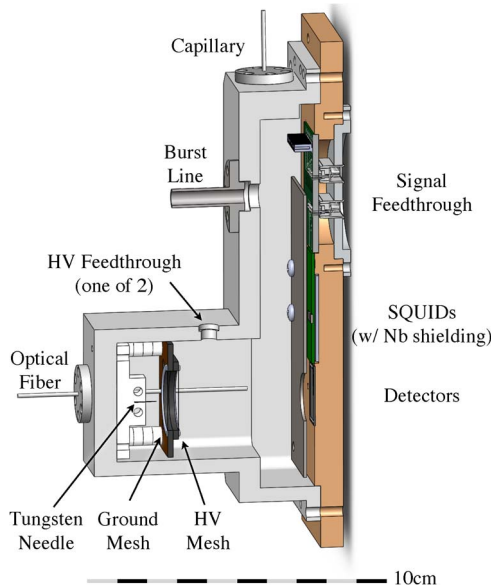 Capillary
Burst
Line
Signal
Feedthrough
HV Feedthrough
(one of 2)
SQUIDs
(w/ Nb shielding)
Optical
Fiber
Detectors
Tungsten
Needle
Ground
Mesh
HV
Mesh
10cm